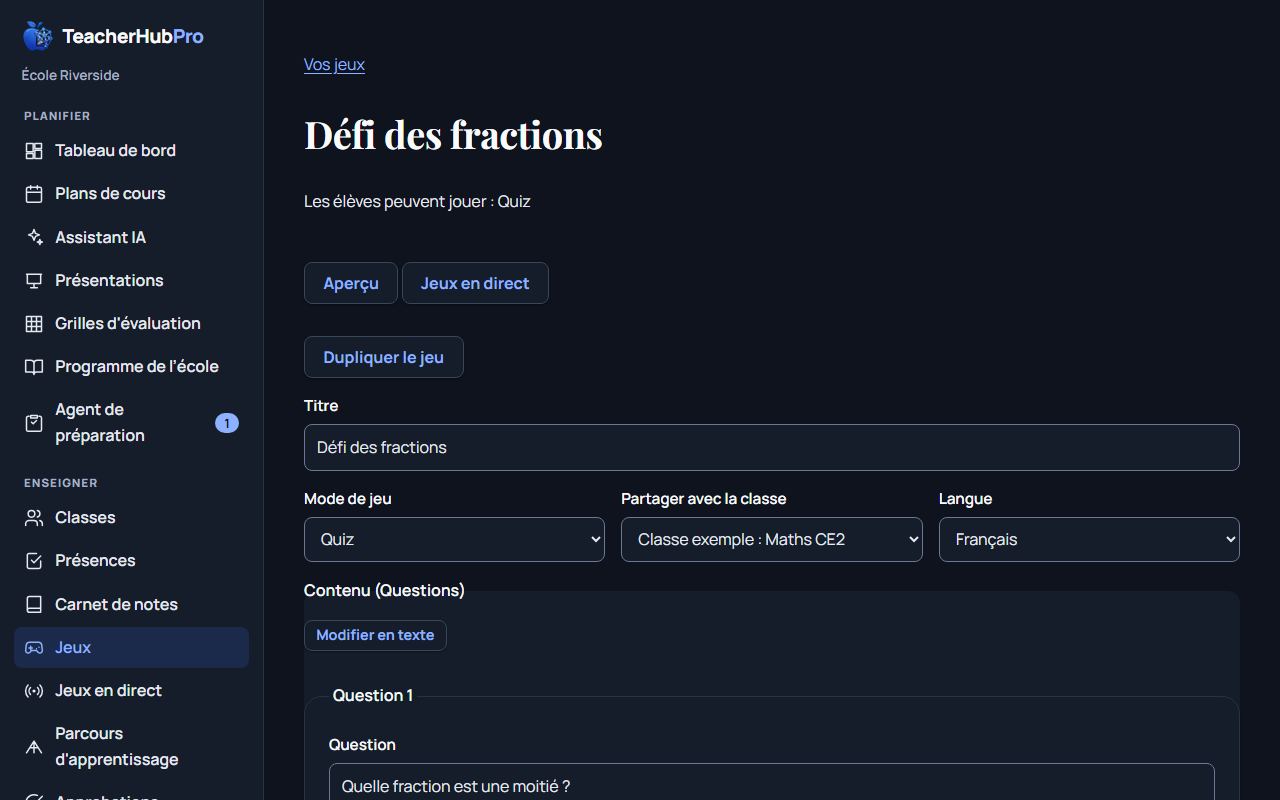 TeacherHubPro
École Riverside
PLANIFIER
Tableau de bord
Plans de cours
Assistant IA
Présentations
Grilles d'évaluation
Programme de l'école
Agent de
préparation
1
ENSEIGNER
Classes
Présences
Carnet de notes
Jeux
Jeux en direct
Parcours
d'apprentissage
Approbations
Vos jeux
Défi des fractions
Les élèves peuvent jouer : Quiz
Aperçu
Jeux en direct
Dupliquer le jeu
Titre
Défi des fractions
Mode de jeu
Partager avec la classe
Langue
Quiz
Classe exemple : Maths CE2
Français
Contenu (Questions)
Modifier en texte
Question 1
Question
Quelle fraction est une moitié ?